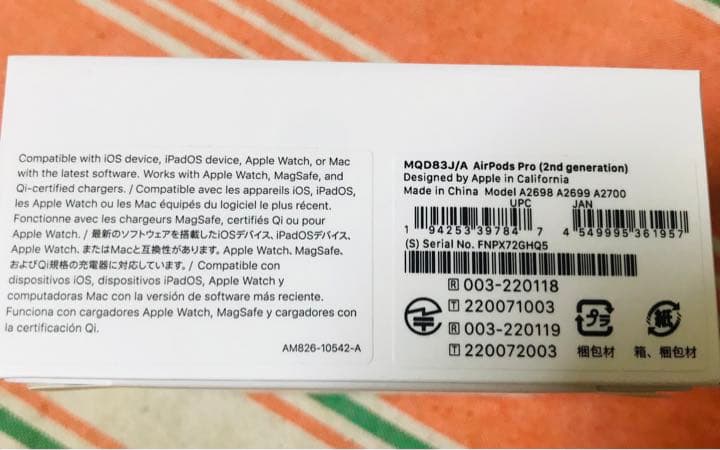 Compatible with iOS device, iPadOS device, Apple Watch, or Mac
with the latest software. Works with Apple Watch, MagSafe, and
Qi-certified chargers. / Compatible avec les appareils iOS, iPadOS,
les Apple Watch ou les Mac équipés du logiciel le plus récent.
Fonctionne avec les chargeurs MagSafe, certifiés Qi ou pour
Apple Watch. / 最新のソフトウェアを搭載したiOSデバイス、iPadOSデバイス、
Apple Watch、またはMacと互換性があります。Apple Watch、MagSafe、
およびQi規格の充電器に対応しています。/ Compatible con
dispositivos iOS, dispositivos iPadOS, Apple Watch y
computadoras Mac con la versión de software más reciente.
Funciona con cargadores Apple Watch, MagSafe y cargadores con
la certificación Qi.
AM826-10542-A
MQD83J/A AirPods Pro (2nd generation)
Designed by Apple in California
Made in China Model A2698 A2699 A2700
UPC JAN
1 94253 39784 7 4 549995 361957
(S) Serial No. FNPX72GHQ5
R 003-220118
T 220071003
R 003-220119
T 220072003
プラ 紙
梱包材 箱、梱包材